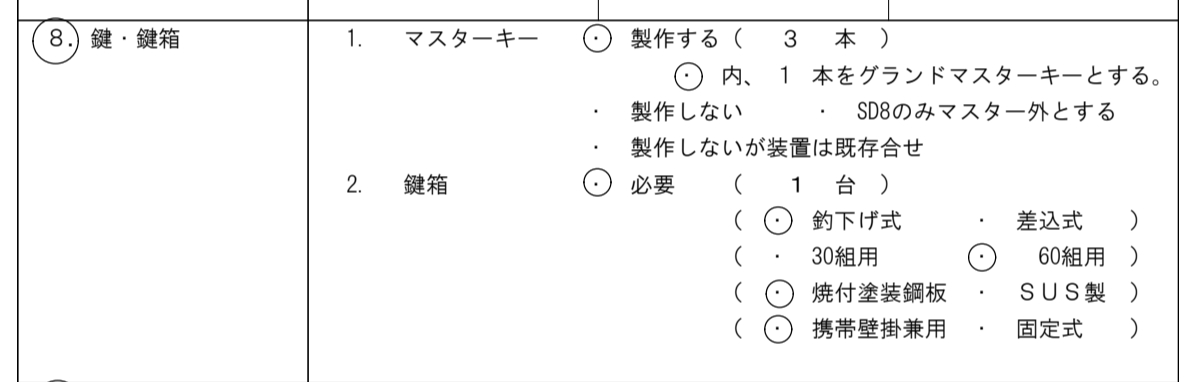 8. 鍵・鍵箱 1. マスターキー ⊙ 製作する（ 3 本 ）
⊙ 内、 1 本をグランドマスターキーとする。
・ 製作しない ・ SD8のみマスター外とする
・ 製作しないが装置は既存合せ
2. 鍵箱 ⊙ 必要 （ 1 台 ）
（ ⊙ 釣下げ式 ・ 差込式 ）
（ ・ 30組用 ⊙ 60組用 ）
（ ⊙ 焼付塗装鋼板 ・ ＳＵＳ製 ）
（ ⊙ 携帯壁掛兼用 ・ 固定式 ）